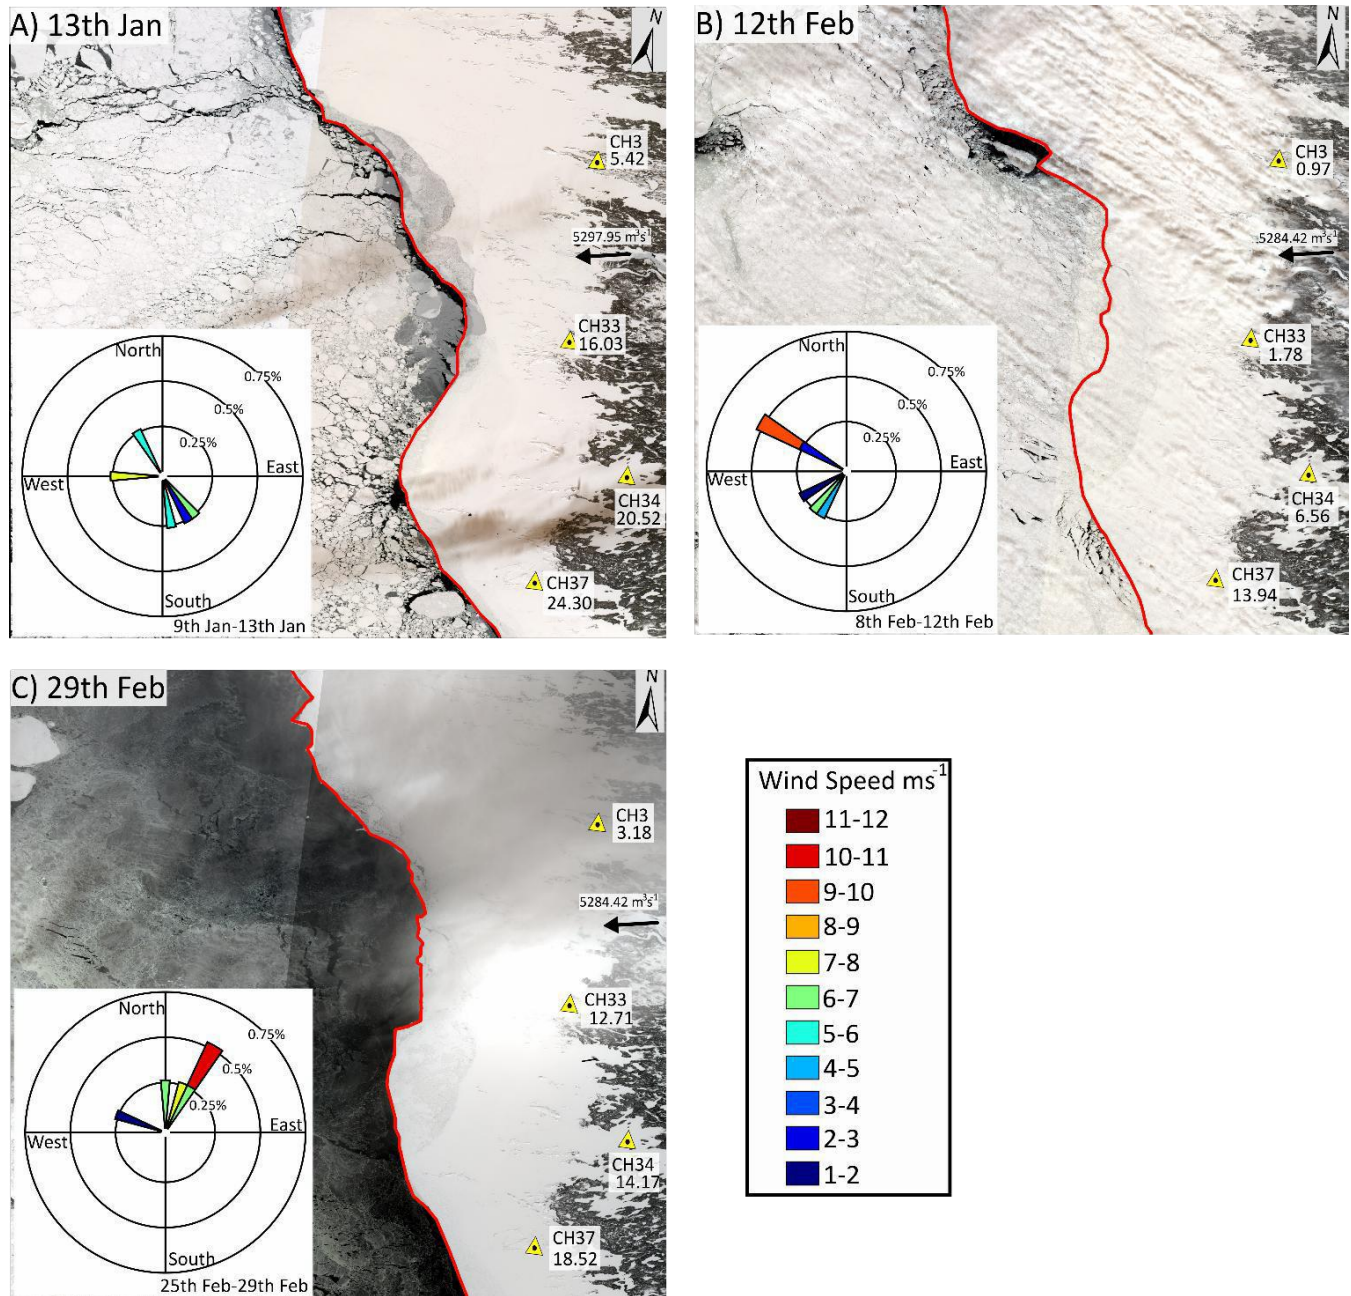 A) 13th Jan
N
CH3
5.42
5297.95 m³s⁻¹
CH33
16.03
CH34
20.52
CH37
24.30
North
0.75%
0.5%
0.25%
East
West
South
9th Jan-13th Jan
B) 12th Feb
N
CH3
0.97
5284.42 m³s⁻¹
CH33
1.78
CH34
6.56
CH37
13.94
North
0.75%
0.5%
0.25%
East
West
South
8th Feb-12th Feb
C) 29th Feb
N
CH3
3.18
5284.42 m³s⁻¹
CH33
12.71
CH34
14.17
CH37
18.52
North
0.75%
0.5%
0.25%
East
West
South
25th Feb-29th Feb
Wind Speed ms⁻¹
11-12
10-11
9-10
8-9
7-8
6-7
5-6
4-5
3-4
2-3
1-2